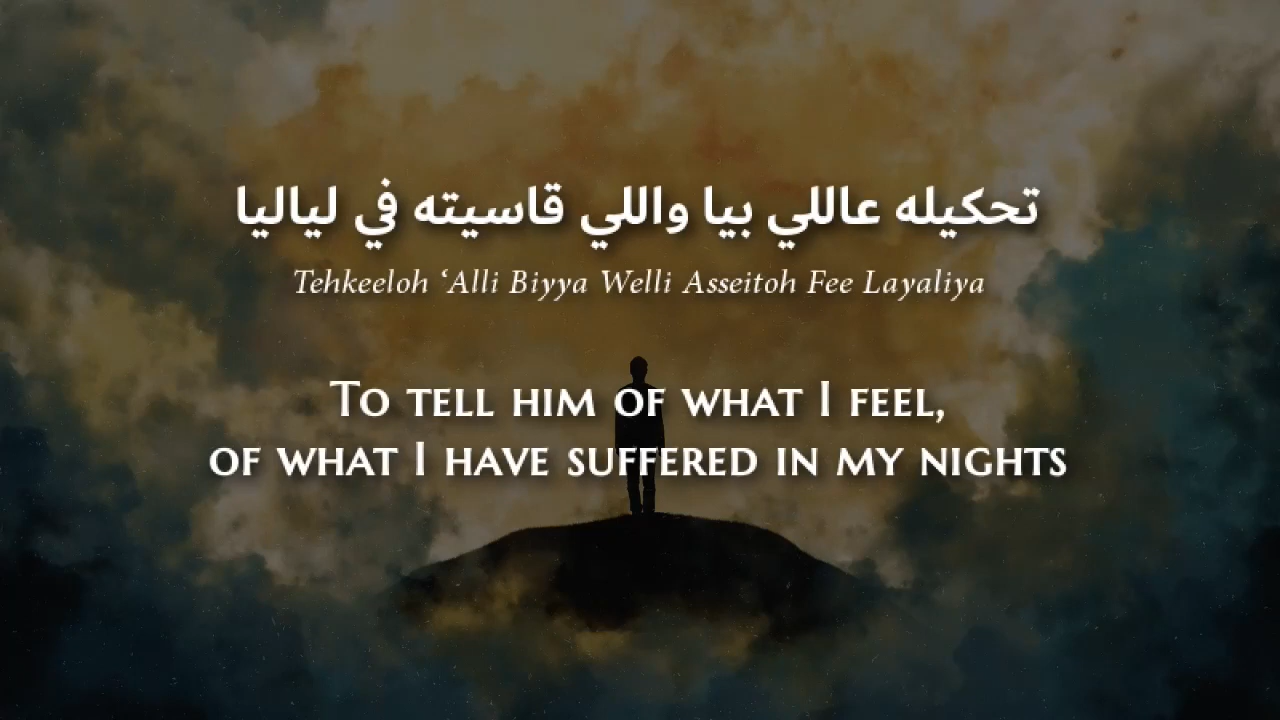 تحكيله عاللي بيا واللي قاسيته في لياليا
Tehkeeloh ‘Alli Biyya Welli Asseitoh Fee Layaliya
To tell him of what I feel,
of what I have suffered in my nights